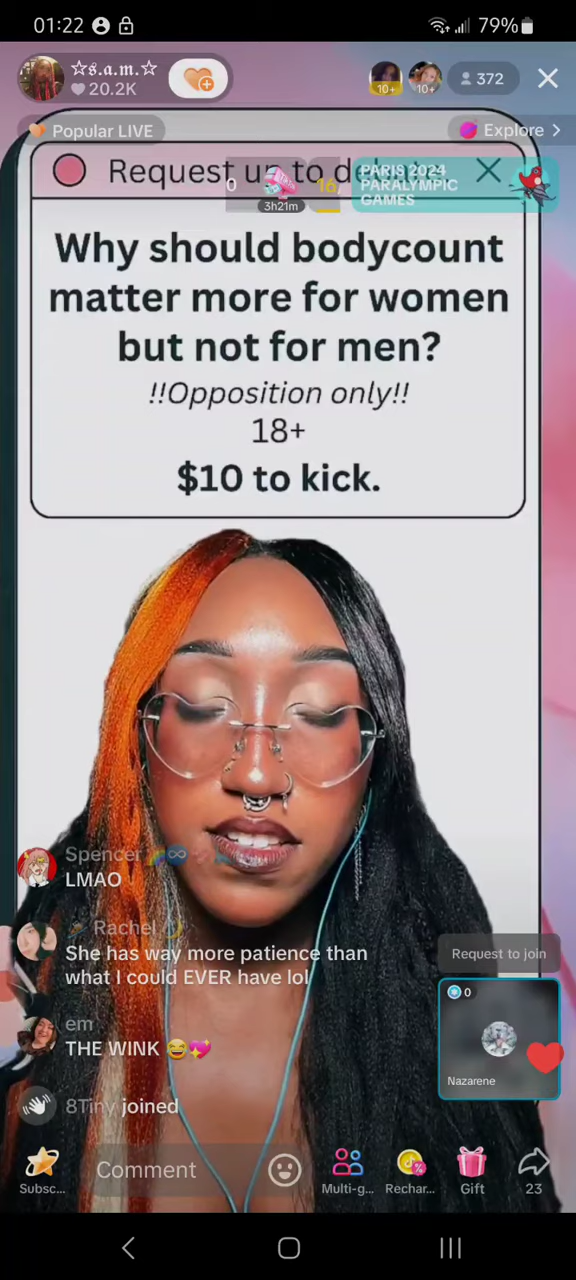 01:22
79%
☆𝔰.𝔞.𝔪.☆
20.2K
10+
10+
372
Popular LIVE
Explore >
Request up to
0
16,
3h21m
PARIS 2024
PARALYMPIC
GAMES
Why should bodycount
matter more for women
but not for men?
!!Opposition only!!
18+
$10 to kick.
Spencer
LMAO
Rachel
She has way more patience than
what I could EVER have lol
em
THE WINK 😆💖
8Tiny joined
Request to join
0
Nazarene
Comment
Subsc...
Multi-g...
Rechar...
Gift
23